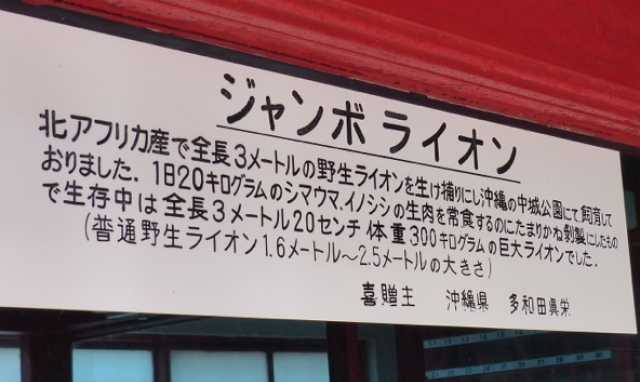 ジャンボライオン
北アフリカ産で全長3メートルの野生ライオンを生け捕りにし沖縄の中城公園にて飼育して
おりました.1日20キログラムのシマウマ,イノシシの生肉を常食するのにたまりかね剥製にしたもの
で生存中は全長3メートル20センチ体重300キログラムの巨大ライオンでした.
(普通野生ライオン1.6メートル〜2.5メートルの大きさ)
喜贈主 沖縄県 多和田眞栄